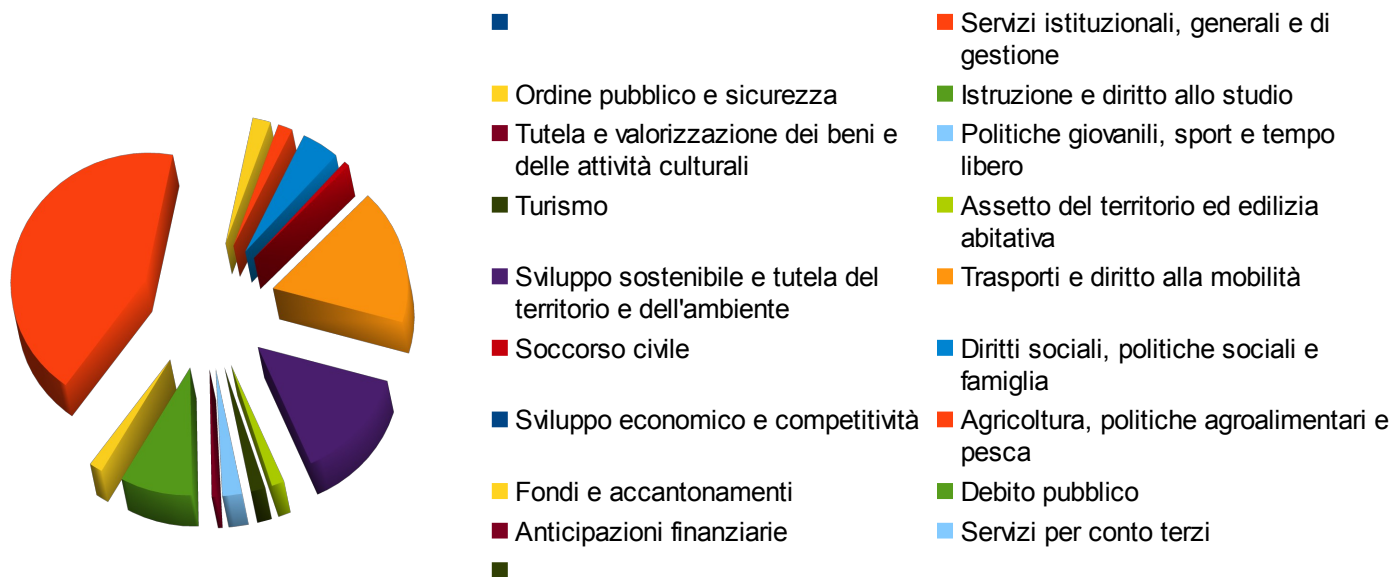 Servizi istituzionali, generali e di
gestione
Ordine pubblico e sicurezza
Istruzione e diritto allo studio
Tutela e valorizzazione dei beni e
delle attività culturali
Politiche giovanili, sport e tempo
libero
Turismo
Assetto del territorio ed edilizia
abitativa
Sviluppo sostenibile e tutela del
territorio e dell'ambiente
Trasporti e diritto alla mobilità
Soccorso civile
Diritti sociali, politiche sociali e
famiglia
Sviluppo economico e competitività
Agricoltura, politiche agroalimentari e
pesca
Fondi e accantonamenti
Debito pubblico
Anticipazioni finanziarie
Servizi per conto terzi